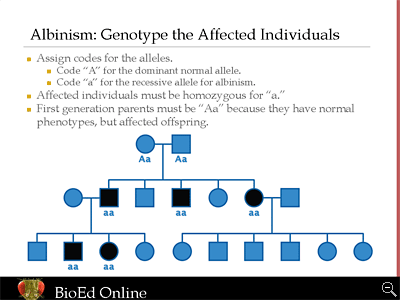 Albinism: Genotype the Affected Individuals
Assign codes for the alleles.
Code “A” for the dominant normal allele.
Code “a” for the recessive allele for albinism.
Affected individuals must be homozygous for “a.”
First generation parents must be “Aa” because they have normal
phenotypes, but affected offspring.
Aa Aa
aa aa aa
aa aa
BioEd Online